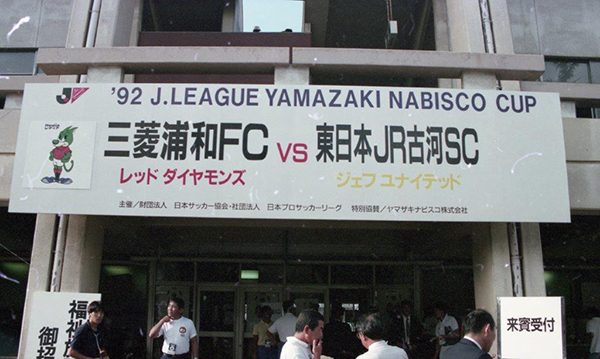 '92 J.LEAGUE YAMAZAKI NABISCO CUP
三菱浦和FC VS 東日本JR古河SC
レッド ダイヤモンズ ジェフ ユナイテッド
主催／財団法人 日本サッカー協会・社団法人 日本プロサッカーリーグ 特別協賛／ヤマザキナビスコ株式会社
福祉
御招
来賓受付